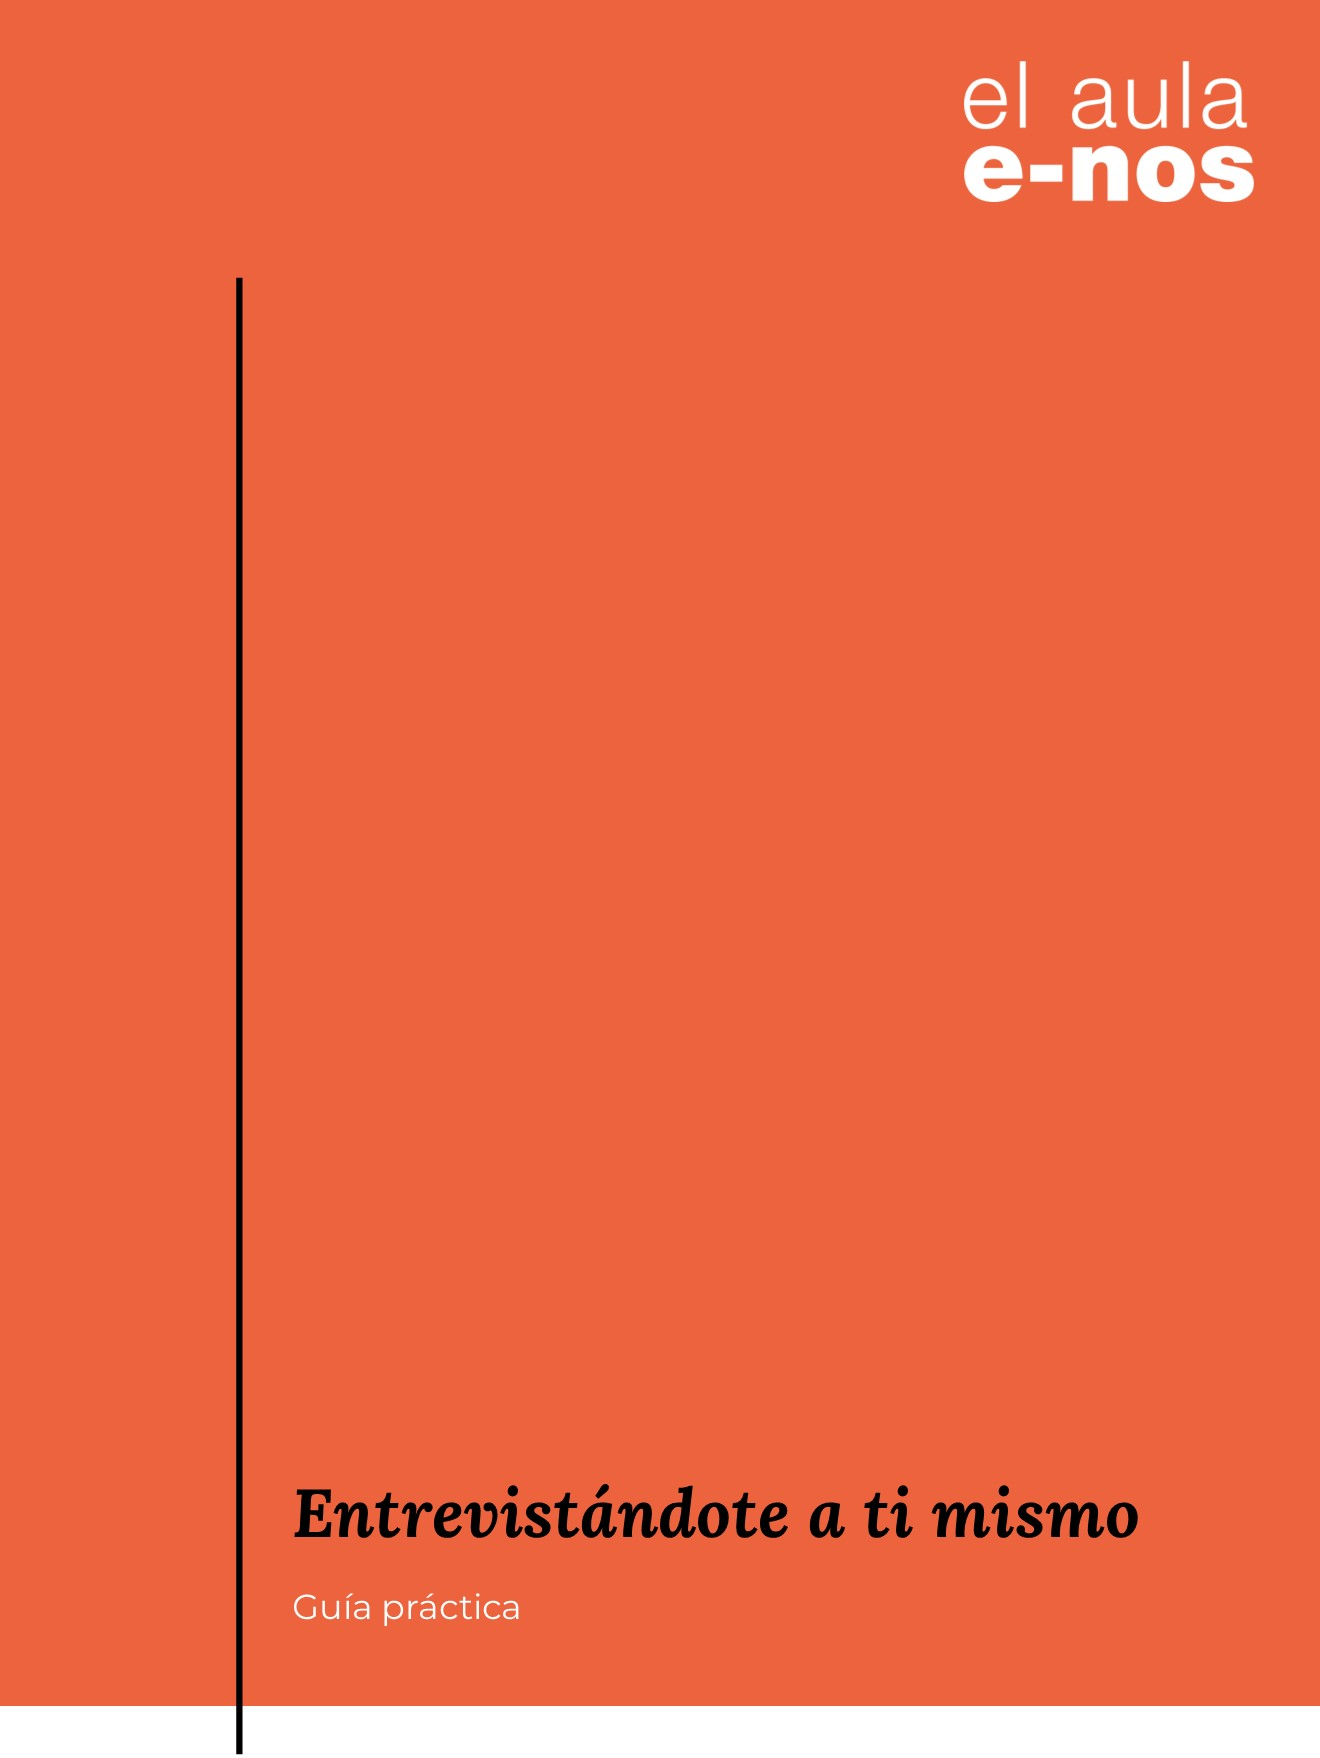 el aula
e-nos
Entrevistándote a ti mismo
Guía práctica